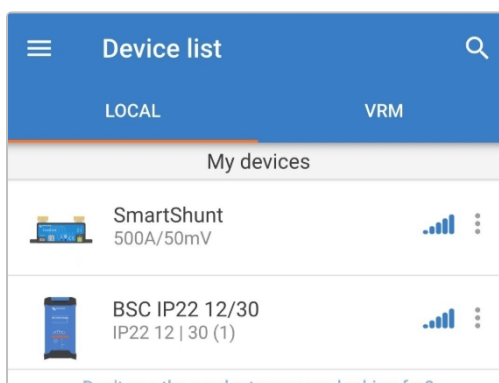 Device list
LOCAL VRM
My devices
SmartShunt
500A/50mV
BSC IP22 12/30
IP22 12 | 30 (1)